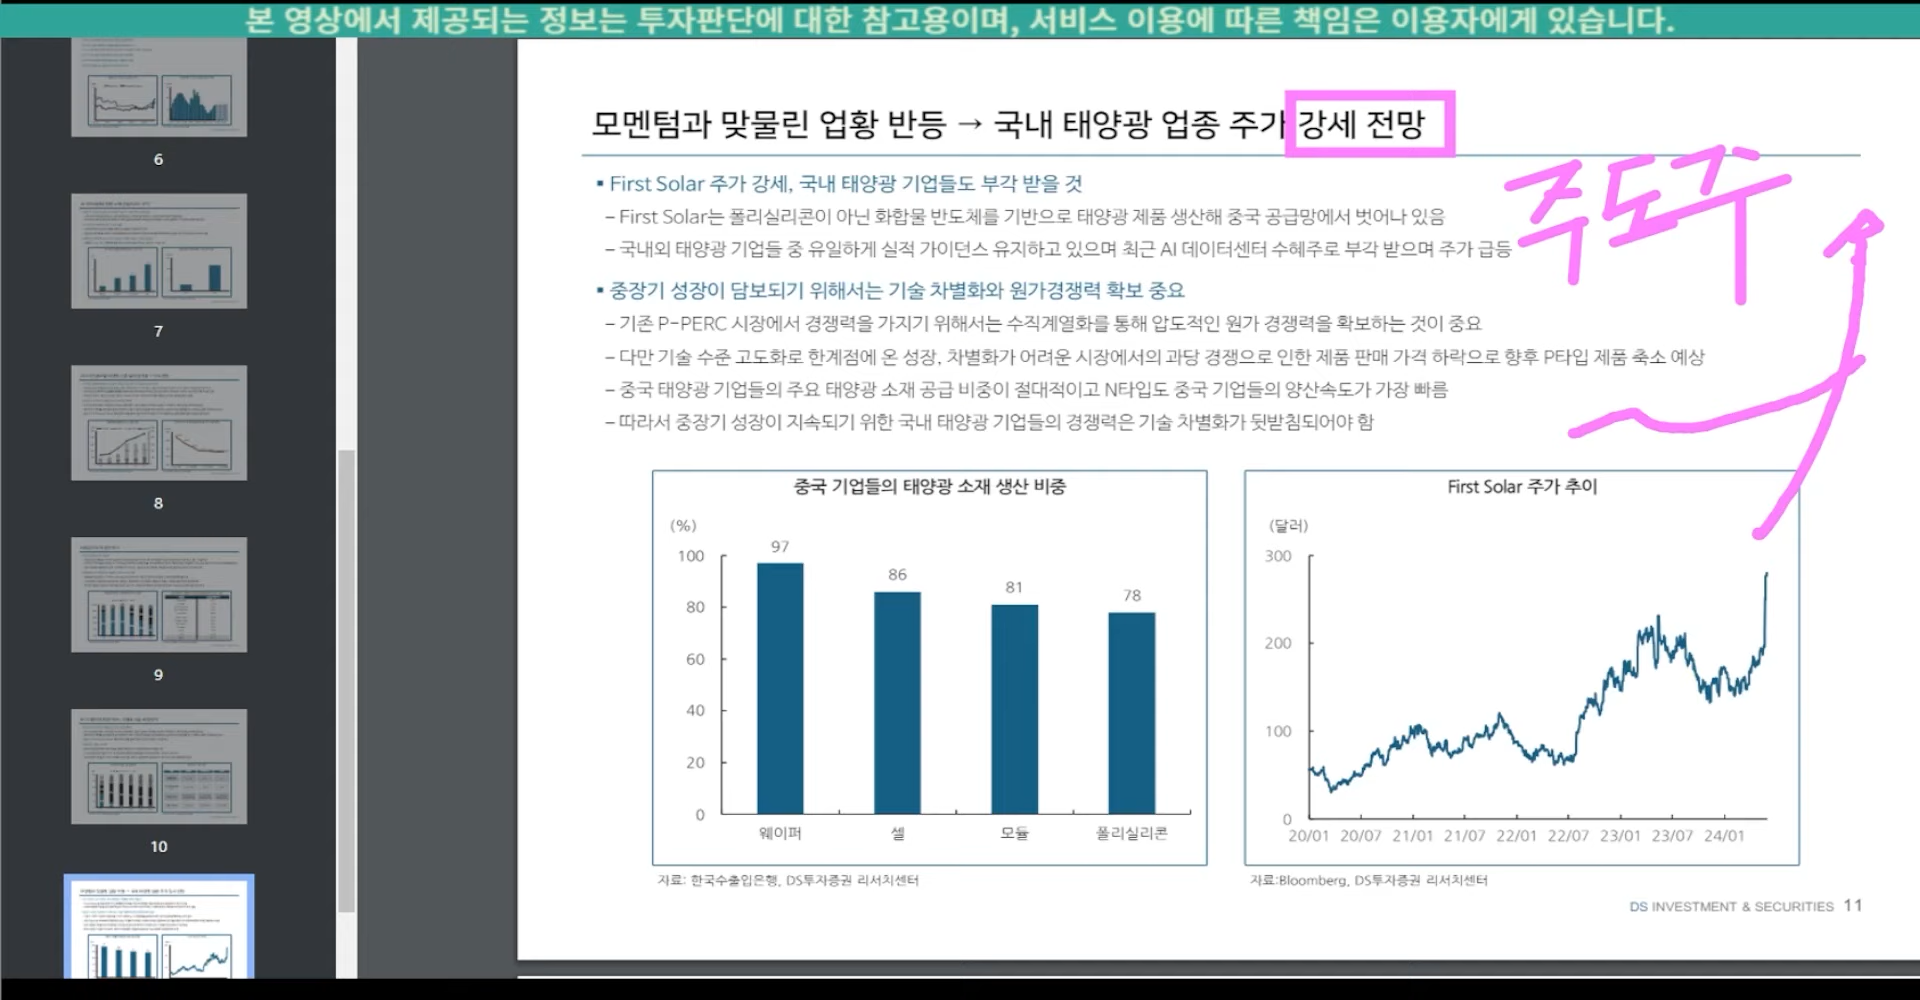 본 영상에서 제공되는 정보는 투자판단에 대한 참고용이며, 서비스 이용에 따른 책임은 이용자에게 있습니다.
6
7
8
9
10
모멘텀과 맞물린 업황 반등 → 국내 태양광 업종 주가 강세 전망
주도주
▪ First Solar 주가 강세, 국내 태양광 기업들도 부각 받을 것
– First Solar는 폴리실리콘이 아닌 화합물 반도체를 기반으로 태양광 제품 생산해 중국 공급망에서 벗어나 있음
– 국내외 태양광 기업들 중 유일하게 실적 가이던스 유지하고 있으며 최근 AI 데이터센터 수혜주로 부각 받으며 주가 급등
▪ 중장기 성장이 담보되기 위해서는 기술 차별화와 원가경쟁력 확보 중요
– 기존 P-PERC 시장에서 경쟁력을 가지기 위해서는 수직계열화를 통해 압도적인 원가 경쟁력을 확보하는 것이 중요
– 다만 기술 수준 고도화로 한계점에 온 성장, 차별화가 어려운 시장에서의 과당 경쟁으로 인한 제품 판매 가격 하락으로 향후 P타입 제품 축소 예상
– 중국 태양광 기업들의 주요 태양광 소재 공급 비중이 절대적이고 N타입도 중국 기업들의 양산속도가 가장 빠름
– 따라서 중장기 성장이 지속되기 위한 국내 태양광 기업들의 경쟁력은 기술 차별화가 뒷받침되어야 함
중국 기업들의 태양광 소재 생산 비중
(%)
100
80
60
40
20
0
97
86
81
78
웨이퍼 셀 모듈 폴리실리콘
자료: 한국수출입은행, DS투자증권 리서치센터
First Solar 주가 추이
(달러)
300
200
100
0
20/01 20/07 21/01 21/07 22/01 22/07 23/01 23/07 24/01
자료:Bloomberg, DS투자증권 리서치센터
DS INVESTMENT & SECURITIES 11